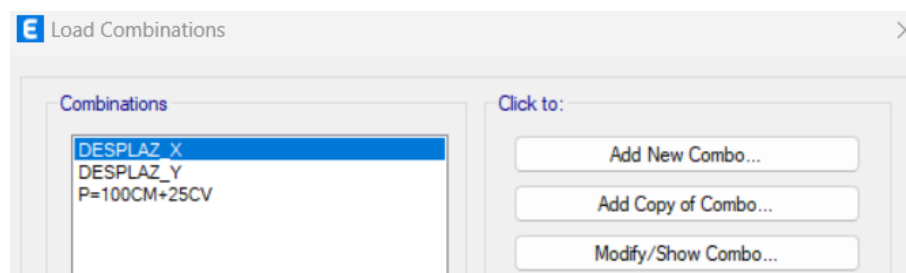 E Load Combinations
Combinations
DESPLAZ_X
DESPLAZ_Y
P=100CM+25CV
Click to:
Add New Combo...
Add Copy of Combo...
Modify/Show Combo...